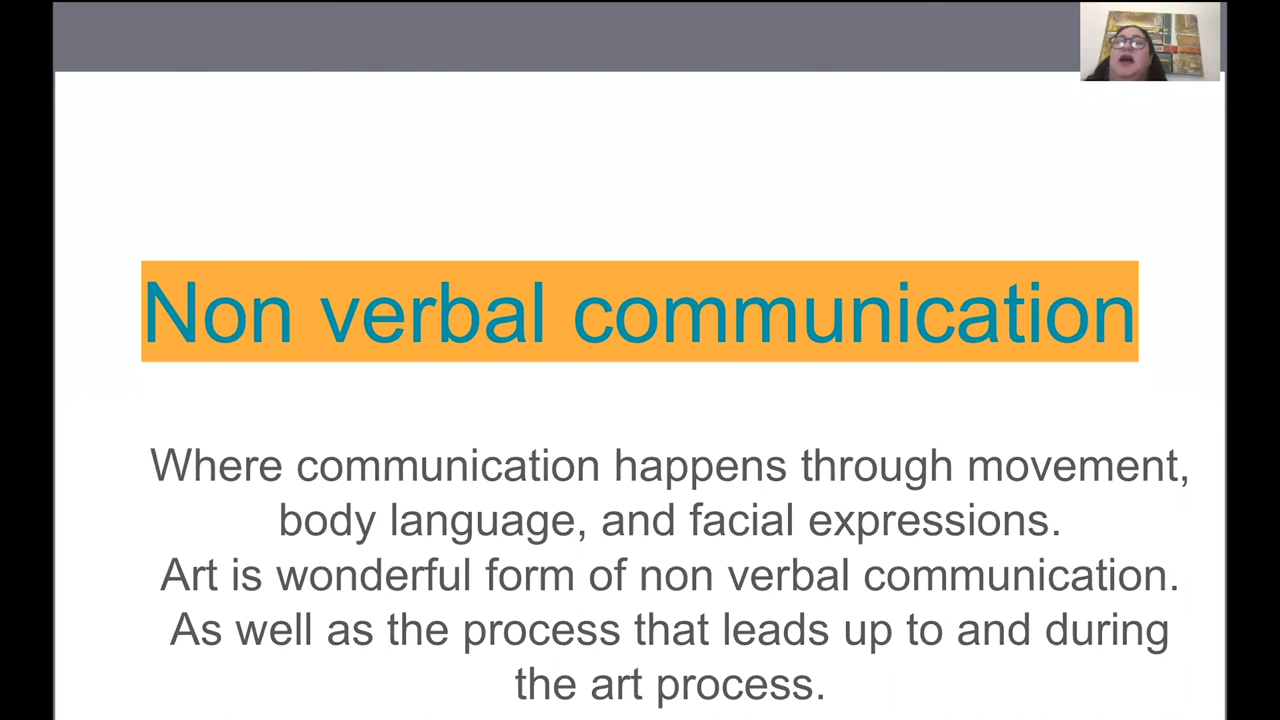 Non verbal communication
Where communication happens through movement,
body language, and facial expressions.
Art is wonderful form of non verbal communication.
As well as the process that leads up to and during
the art process.